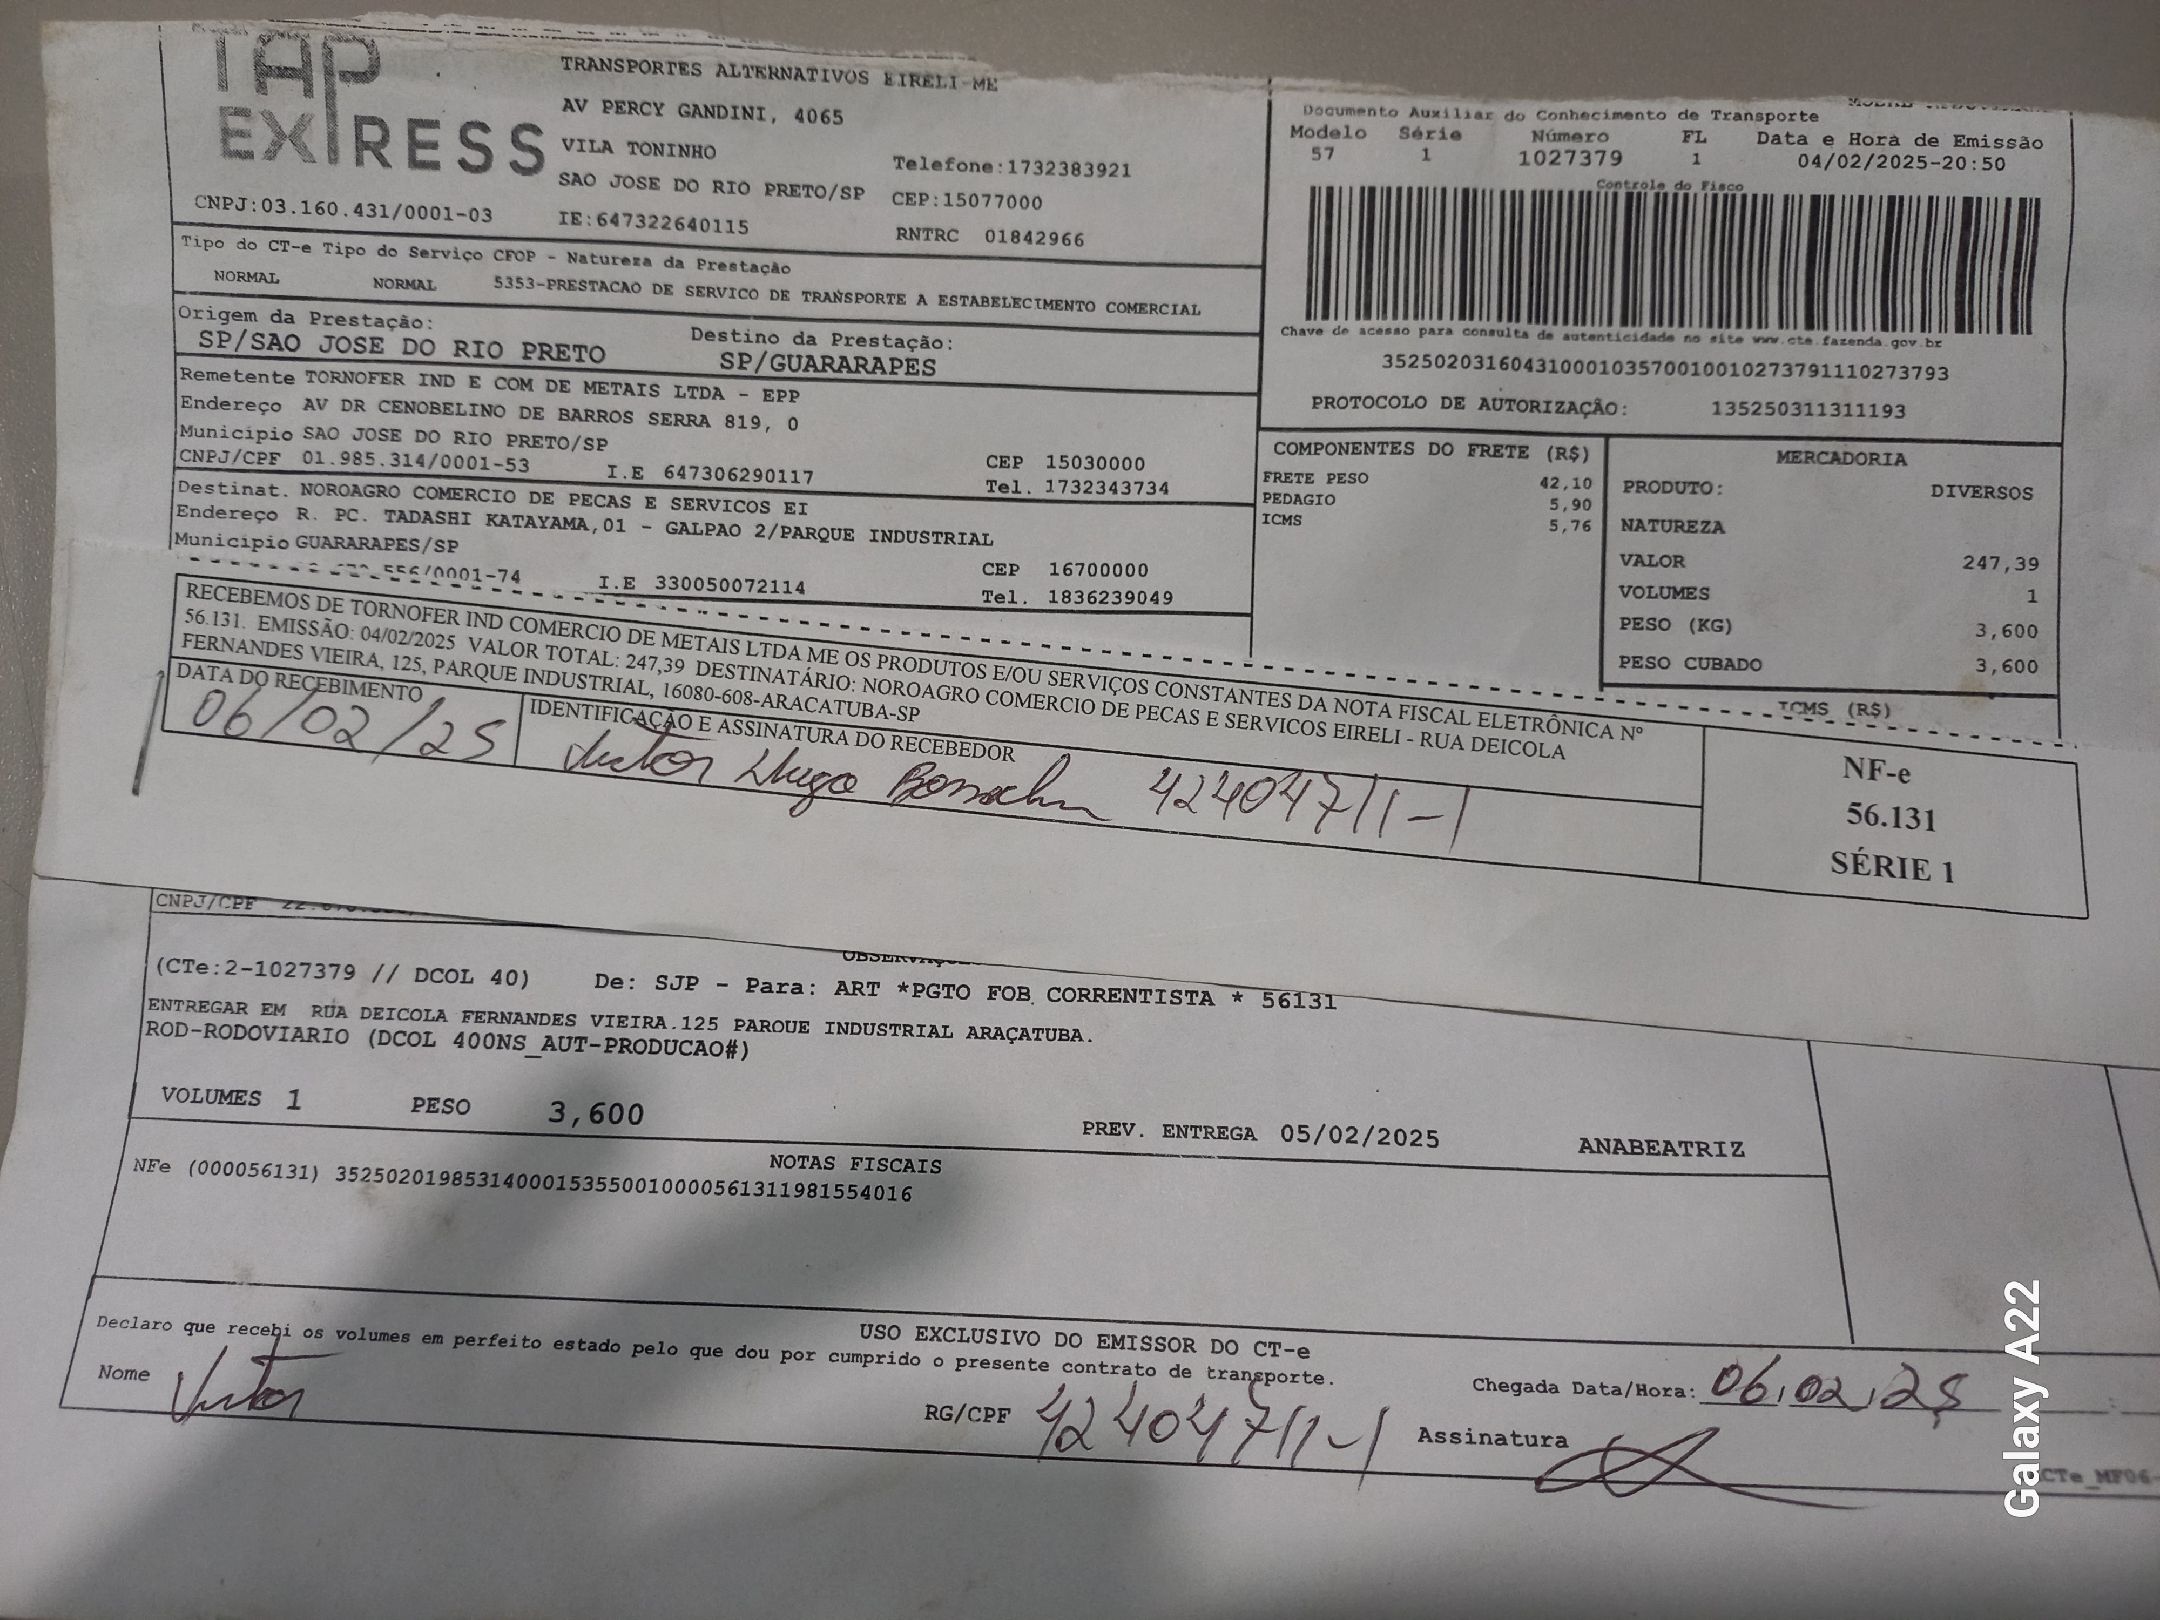 TAP EXPRESS
TRANSPORTES ALTERNATIVOS EIRELI-ME
AV PERCY GANDINI, 4065
VILA TONINHO
Telefone:1732383921
SAO JOSE DO RIO PRETO/SP CEP:15077000
CNPJ:03.160.431/0001-03 IE:647322640115 RNTRC 01842966
Tipo do CT-e Tipo do Serviço CFOP - Natureza da Prestação
NORMAL NORMAL 5353-PRESTACAO DE SERVICO DE TRANSPORTE A ESTABELECIMENTO COMERCIAL
Origem da Prestação: Destino da Prestação:
SP/SAO JOSE DO RIO PRETO SP/GUARARAPES
Remetente TORNOFER IND E COM DE METAIS LTDA - EPP
Endereço AV DR CENOBELINO DE BARROS SERRA 819, 0
Municipio SAO JOSE DO RIO PRETO/SP CEP 15030000
CNPJ/CPF 01.985.314/0001-53 I.E 647306290117 Tel. 1732343734
Destinat. NOROAGRO COMERCIO DE PECAS E SERVICOS EI
Endereço R. PC. TADASHI KATAYAMA,01 - GALPAO 2/PARQUE INDUSTRIAL
Municipio GUARARAPES/SP CEP 16700000
556/0001-74 I.E 330050072114 Tel. 1836239049
Documento Auxiliar do Conhecimento de Transporte
Modelo Série Número FL Data e Hora de Emissão
57 1 1027379 1 04/02/2025-20:50
Controle do Fisco
Chave de acesso para consulta de autenticidade no site www.cte.fazenda.gov.br
35250203160431000103570010010273791110273793
PROTOCOLO DE AUTORIZAÇÃO: 135250311311193
COMPONENTES DO FRETE (R$)
FRETE PESO 42,10
PEDAGIO 5,90
ICMS 5,76
MERCADORIA
PRODUTO: DIVERSOS
NATUREZA
VALOR 247,39
VOLUMES 1
PESO (KG) 3,600
PESO CUBADO 3,600
ICMS (R$)
RECEBEMOS DE TORNOFER IND COMERCIO DE METAIS LTDA ME OS PRODUTOS E/OU SERVIÇOS CONSTANTES DA NOTA FISCAL ELETRÔNICA Nº
56.131. EMISSÃO: 04/02/2025 VALOR TOTAL: 247,39 DESTINATÁRIO: NOROAGRO COMERCIO DE PECAS E SERVICOS EIRELI - RUA DEICOLA
FERNANDES VIEIRA, 125, PARQUE INDUSTRIAL, 16080-608-ARACATUBA-SP
DATA DO RECEBIMENTO IDENTIFICAÇÃO E ASSINATURA DO RECEBEDOR
06/02/25 Victor Hugo 42404711-1
NF-e
56.131
SÉRIE 1
CNPJ/CPF
(CTe:2-1027379 // DCOL 40) De: SJP - Para: ART *PGTO FOB CORRENTISTA * 56131
ENTREGAR EM RUA DEICOLA FERNANDES VIEIRA.125 PARQUE INDUSTRIAL ARAÇATUBA.
ROD-RODOVIARIO (DCOL 400NS_AUT-PRODUCAO#)
VOLUMES 1 PESO 3,600 PREV. ENTREGA 05/02/2025 ANABEATRIZ
NOTAS FISCAIS
NFe (000056131) 35250201985314000153550010000561311981554016
USO EXCLUSIVO DO EMISSOR DO CT-e
Declaro que recebi os volumes em perfeito estado pelo que dou por cumprido o presente contrato de transporte.
Nome Victor RG/CPF 42404711-1 Chegada Data/Hora: 06,02,25
Assinatura
CTe_MF06-
Galaxy A22